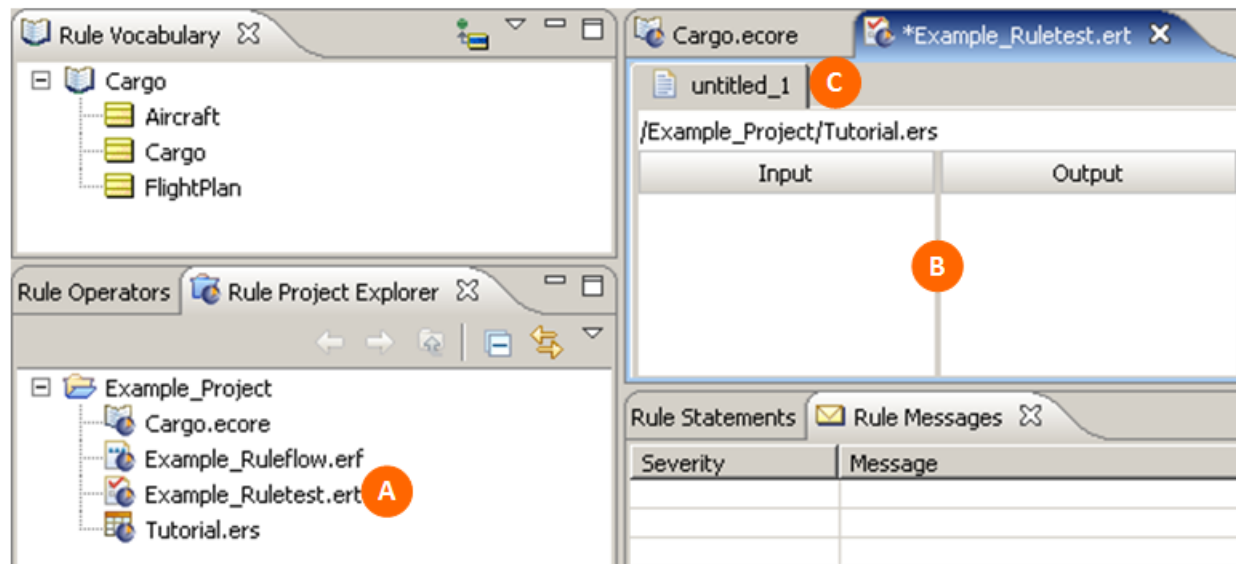 Rule Vocabulary
Cargo
Aircraft
Cargo
FlightPlan
Rule Operators
Rule Project Explorer
Example_Project
Cargo.ecore
Example_Ruleflow.erf
Example_Ruletest.ert
A
Tutorial.ers
Cargo.ecore
*Example_Ruletest.ert
untitled_1
C
/Example_Project/Tutorial.ers
Input
Output
B
Rule Statements
Rule Messages
Severity
Message